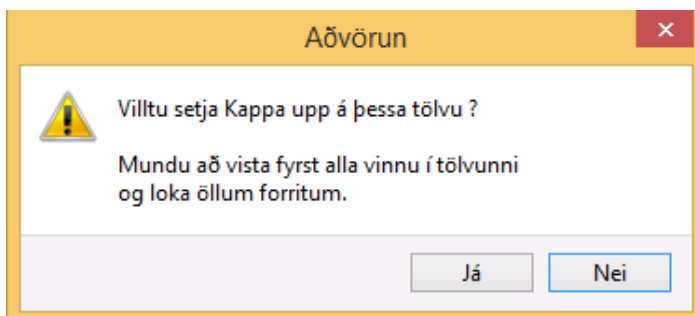 Aðvörun
Villtu setja Kappa upp á þessa tölvu ?
Mundu að vista fyrst alla vinnu í tölvunni
og loka öllum forritum.
Já
Nei